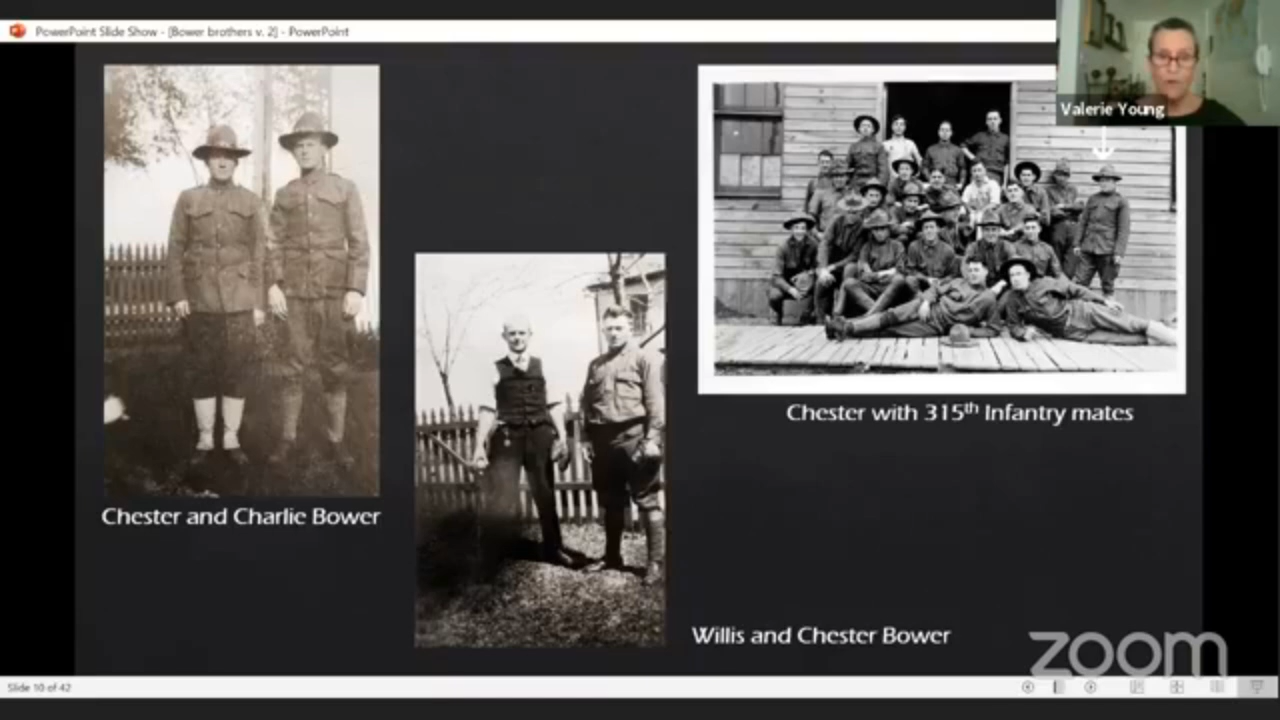 PowerPoint Slide Show - [Bower brothers v. 2] - PowerPoint
Valerie Young
Chester with 315th Infantry mates
Chester and Charlie Bower
Willis and Chester Bower
zoom
Slide 10 of 42